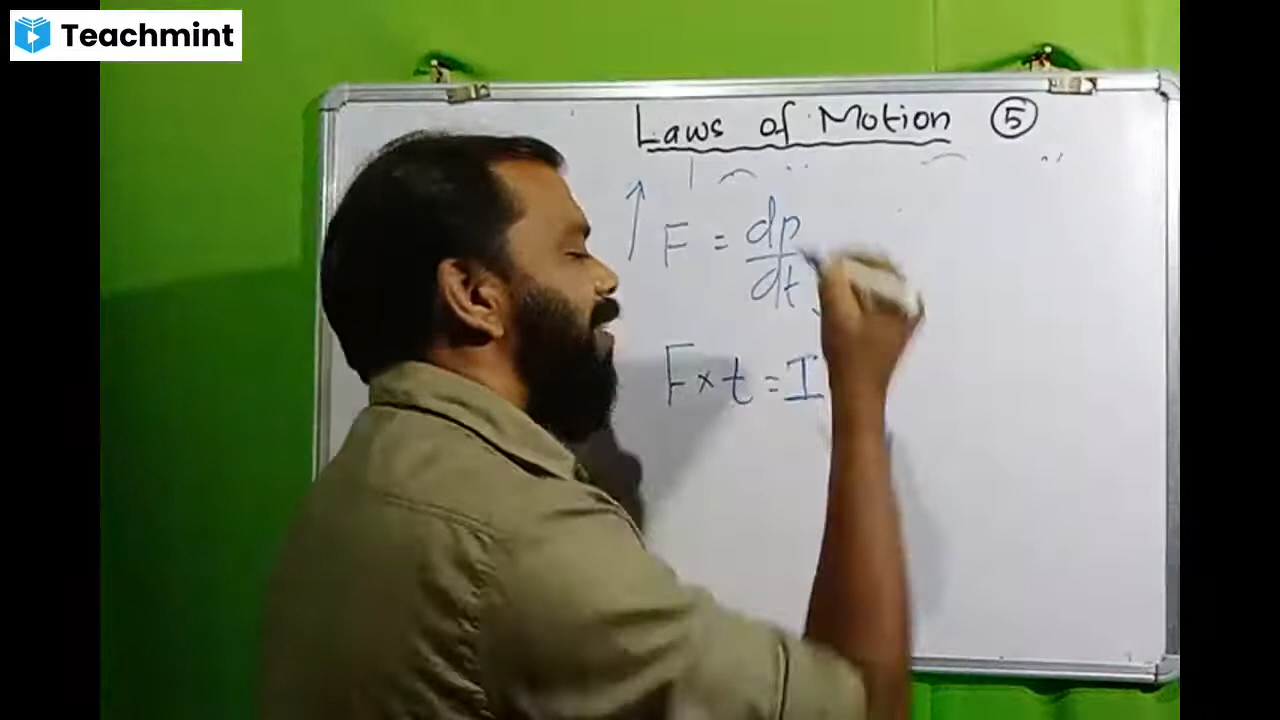 Teachmint
Laws of Motion 5
F = dp/dt
F × t = I